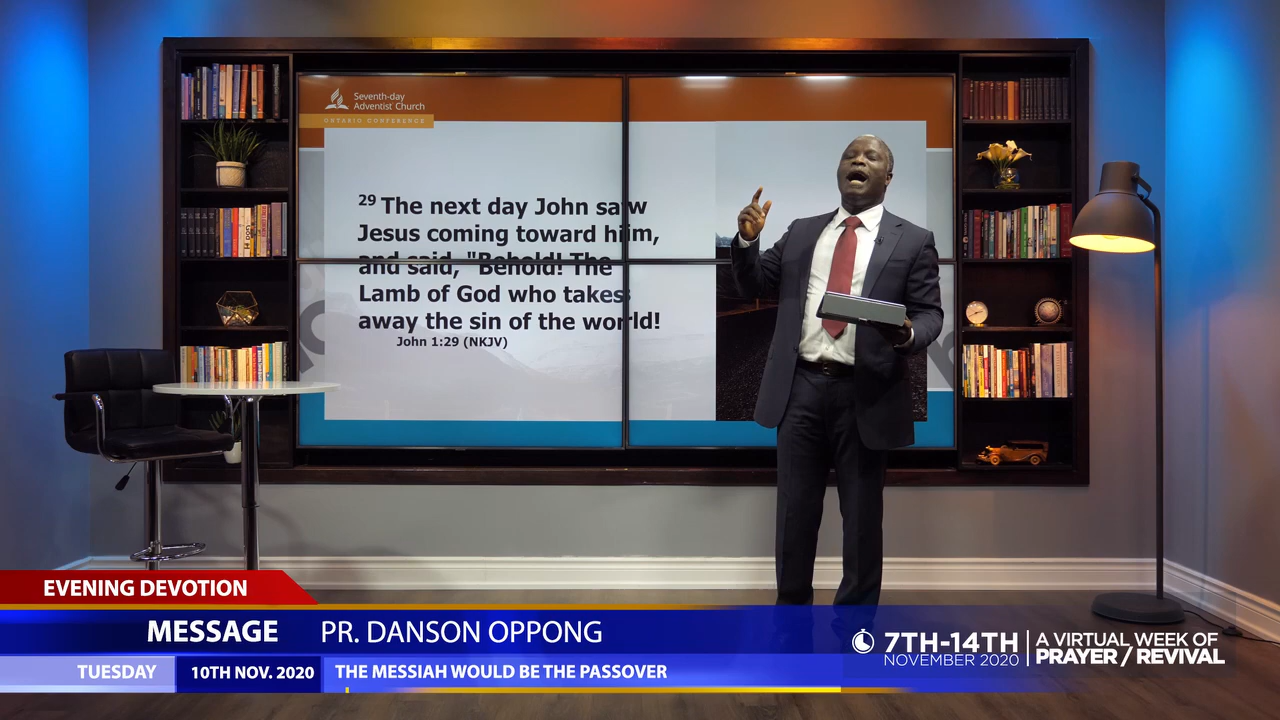 Seventh-day
Adventist Church
ONTARIO CONFERENCE
29 The next day John saw
Jesus coming toward him,
and said, "Behold! The
Lamb of God who takes
away the sin of the world!
John 1:29 (NKJV)
EVENING DEVOTION
MESSAGE PR. DANSON OPPONG
TUESDAY 10TH NOV. 2020 THE MESSIAH WOULD BE THE PASSOVER
7TH-14TH
NOVEMBER 2020
A VIRTUAL WEEK OF
PRAYER / REVIVAL